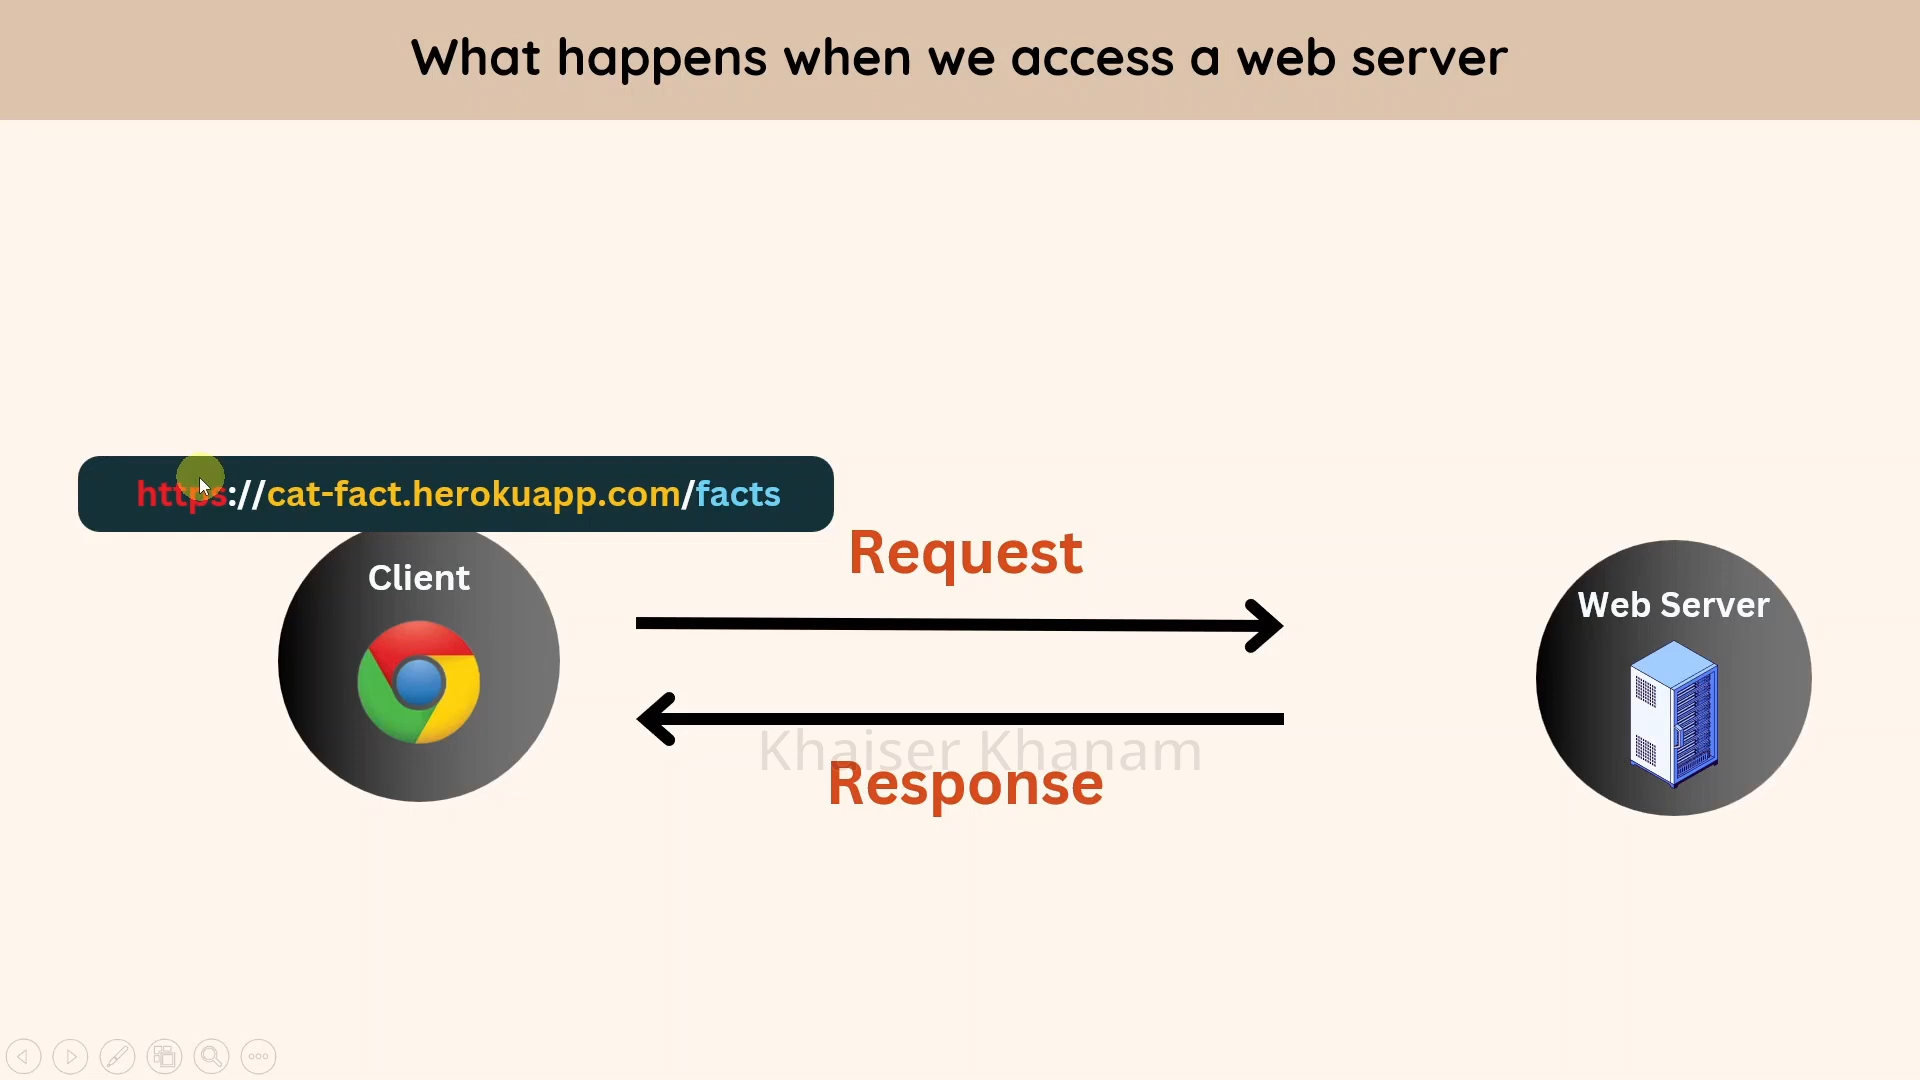 What happens when we access a web server
https://cat-fact.herokuapp.com/facts
Request
Client
Web Server
Khaiser Khanam
Response